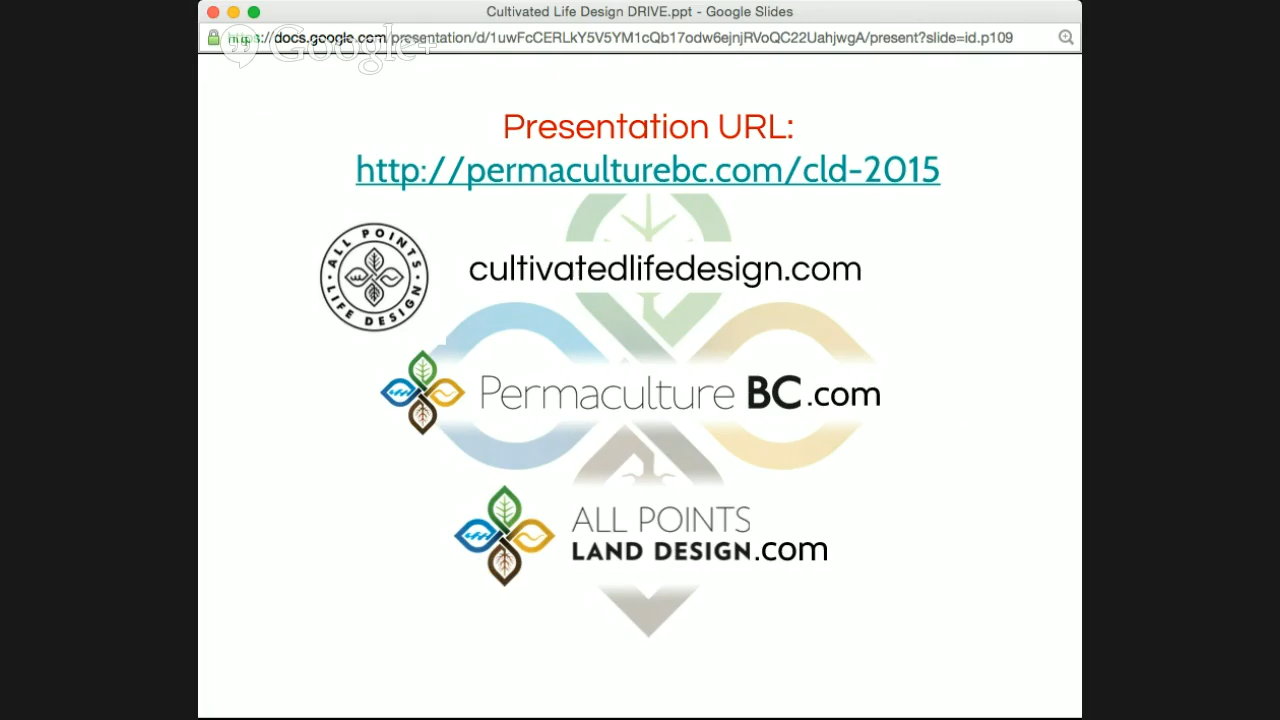 Cultivated Life Design DRIVE.ppt - Google Slides
https://docs.google.com/presentation/d/1uwFcCERLkY5V5YM1cQb17odw6ejnjRVoQC22UahjwgA/present?slide=id.p109
Google+
Presentation URL:
http://permaculturebc.com/cld-2015
ALL POINTS
LIFE DESIGN
cultivatedlifedesign.com
Permaculture BC.com
ALL POINTS
LAND DESIGN.com